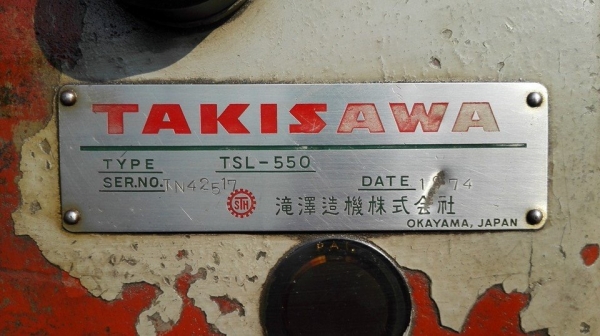 TAKISAWA
TYPE TSL-550
SER.NO. TN42517 DATE 1974
STH 滝澤造機株式会社
OKAYAMA, JAPAN